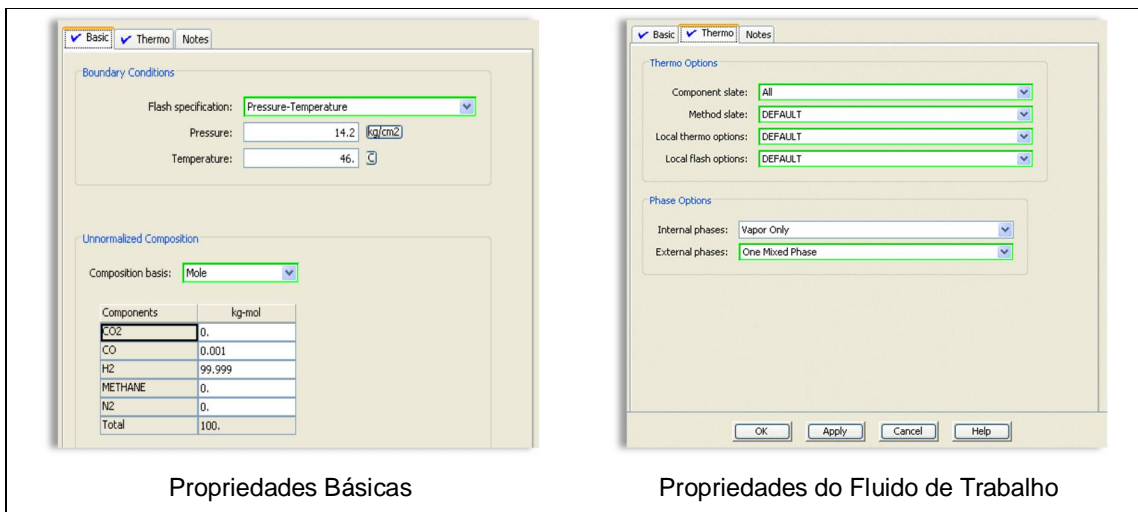 Basic Thermo Notes
Boundary Conditions
Flash specification: Pressure-Temperature
Pressure: 14.2 kg/cm2
Temperature: 46. C
Unnormalized Composition
Composition basis: Mole
Components kg-mol
CO2 0.
CO 0.001
H2 99.999
METHANE 0.
N2 0.
Total 100.
Propriedades Básicas
Basic Thermo Notes
Thermo Options
Component slate: All
Method slate: DEFAULT
Local thermo options: DEFAULT
Local flash options: DEFAULT
Phase Options
Internal phases: Vapor Only
External phases: One Mixed Phase
OK Apply Cancel Help
Propriedades do Fluido de Trabalho